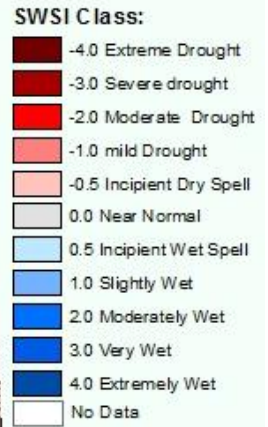 SWSI Class:
-4.0 Extreme Drought
-3.0 Severe drought
-2.0 Moderate Drought
-1.0 mild Drought
-0.5 Incipient Dry Spell
0.0 Near Normal
0.5 Incipient Wet Spell
1.0 Slightly Wet
2.0 Moderately Wet
3.0 Very Wet
4.0 Extremely Wet
No Data